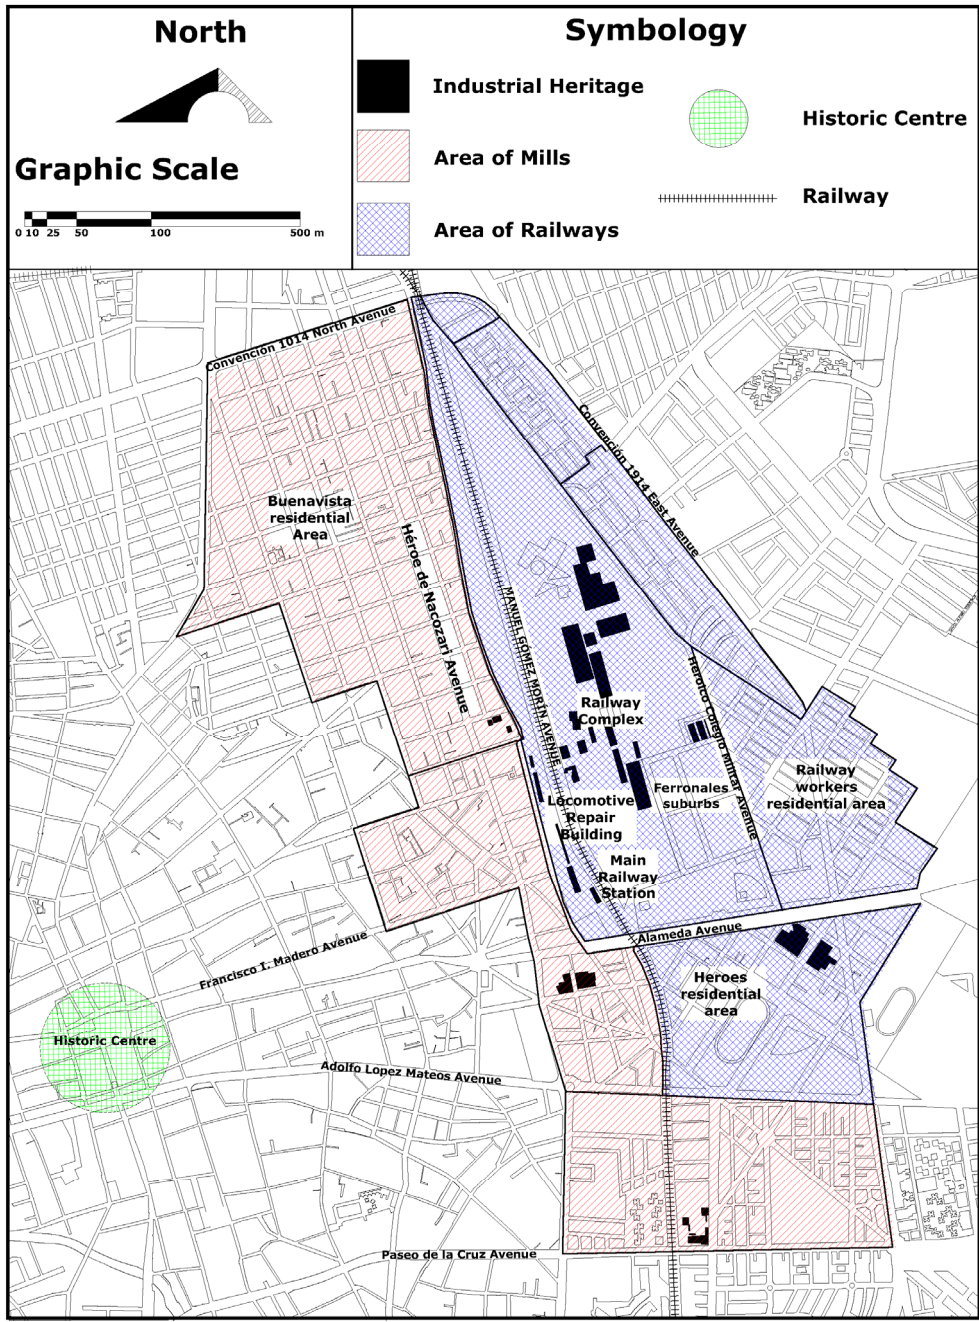 North
Graphic Scale
0 10 25 50 100 500 m
Symbology
Industrial Heritage
Area of Mills
Area of Railways
Historic Centre
Railway
Convención 1014 North Avenue
Convención 1914 East Avenue
Buenavista
residential
Area
Héroe de Nacozari Avenue
MANUEL GÓMEZ MORÍN AVENUE
Heroico Colegio Militar Avenue
Railway
Complex
Ferronales
suburbs
Railway
workers
residential area
Locomotive
Repair
Building
Main
Railway
Station
Alameda Avenue
Francisco I. Madero Avenue
Heroes
residential
area
Historic Centre
Adolfo Lopez Mateos Avenue
Paseo de la Cruz Avenue